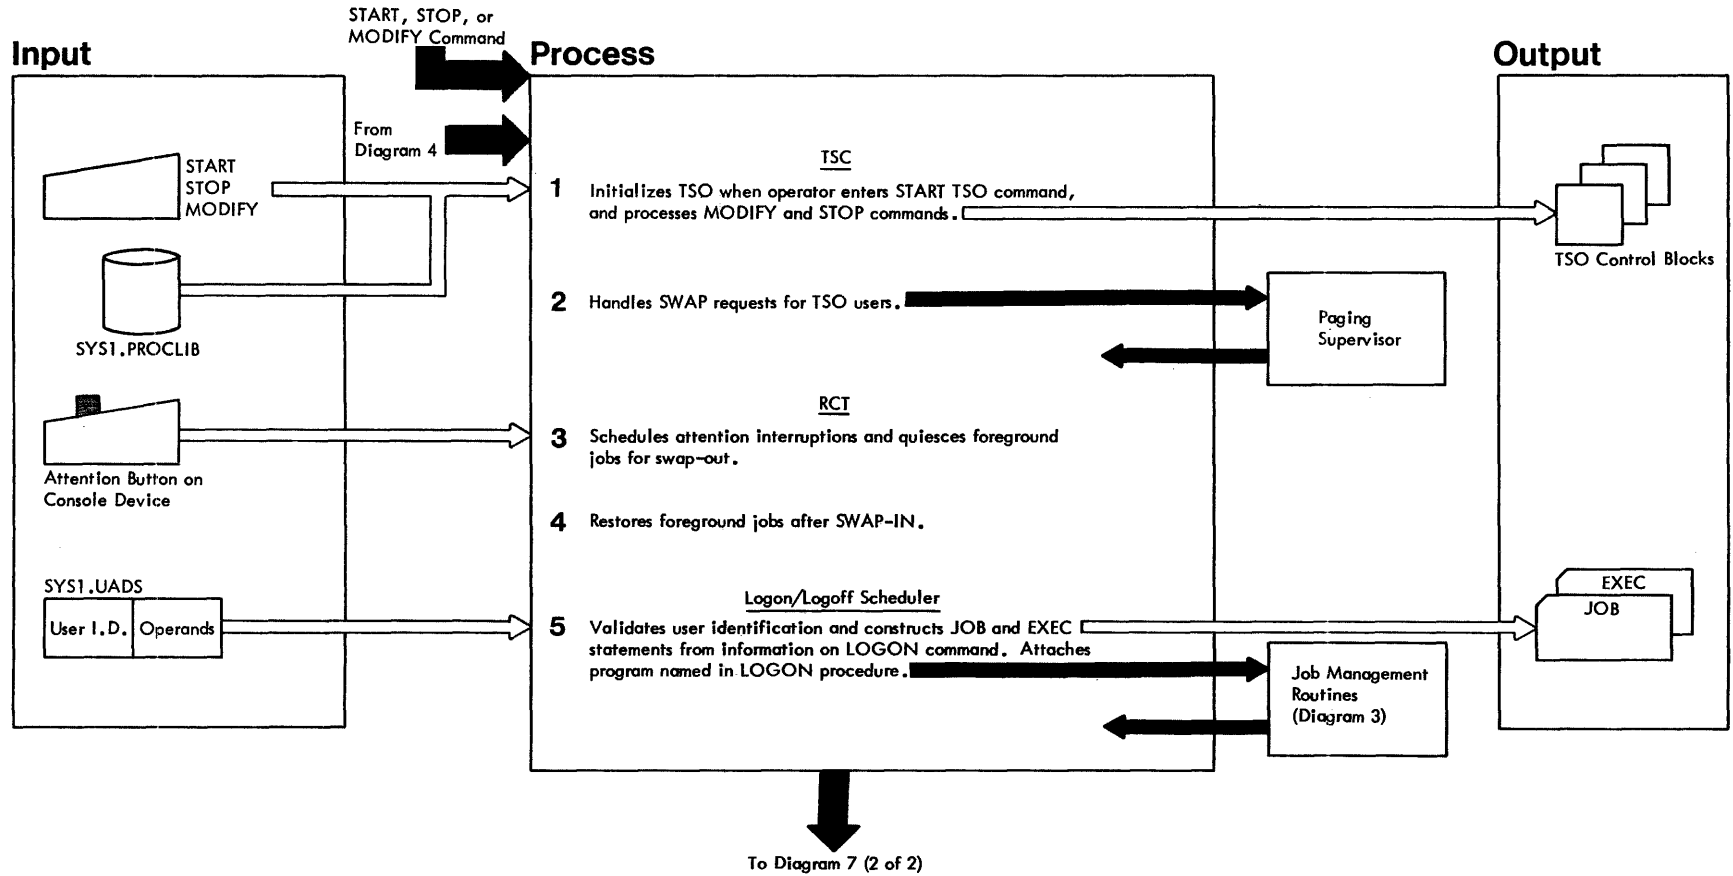 START, STOP, or
MODIFY Command
Input
Process
Output
From
Diagram 4
START
STOP
MODIFY
SYS1.PROCLIB
Attention Button on
Console Device
SYS1.UADS
User I.D.
Operands
TSC
1 Initializes TSO when operator enters START TSO command,
and processes MODIFY and STOP commands.
2 Handles SWAP requests for TSO users.
RCT
3 Schedules attention interruptions and quiesces foreground
jobs for swap-out.
4 Restores foreground jobs after SWAP-IN.
Logon/Logoff Scheduler
5 Validates user identification and constructs JOB and EXEC
statements from information on LOGON command. Attaches
program named in LOGON procedure.
Paging
Supervisor
Job Management
Routines
(Diagram 3)
TSO Control Blocks
EXEC
JOB
To Diagram 7 (2 of 2)